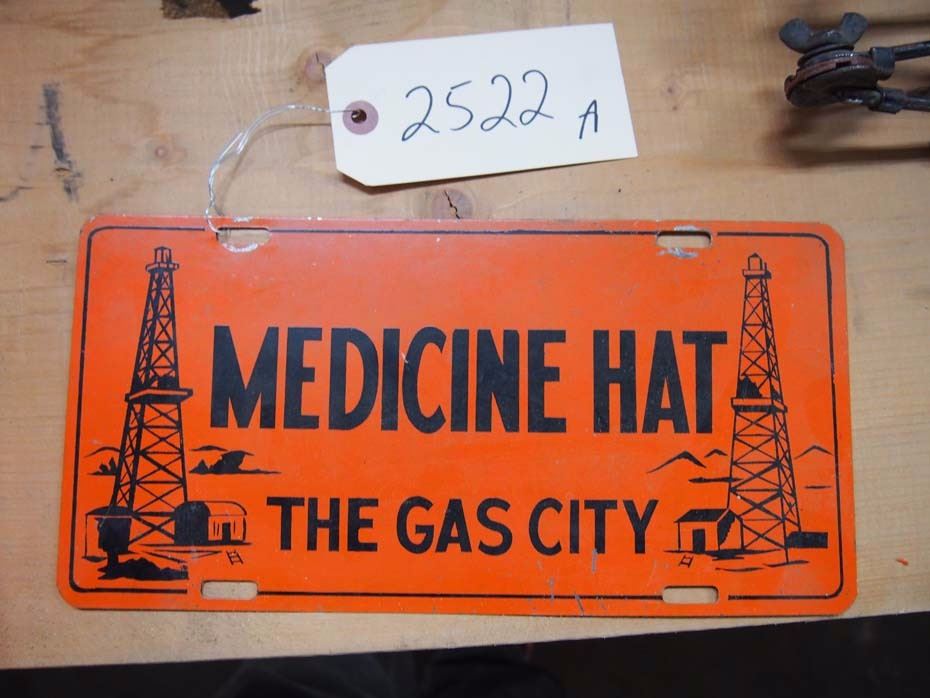 2522 A
MEDICINE HAT
THE GAS CITY